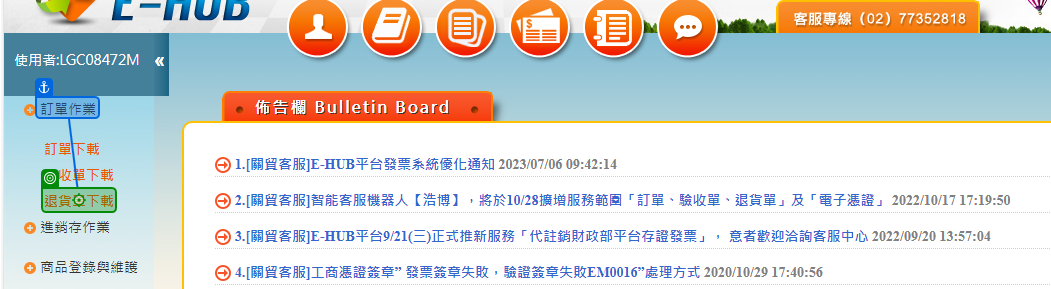 E-HUB
客服專線 (02) 77352818
使用者:LGC08472M «
訂單作業
訂單下載
收單下載
退貨 下載
進銷存作業
商品登錄與維護
佈告欄 Bulletin Board
1.[關貿客服]E-HUB平台發票系統優化通知 2023/07/06 09:42:14
2.[關貿客服]智能客服機器人【浩博】，將於10/28擴增服務範圍「訂單、驗收單、退貨單」及「電子憑證」 2022/10/17 17:19:50
3.[關貿客服]E-HUB平台9/21(三)正式推新服務「代註銷財政部平台存證發票」， 意者歡迎洽詢客服中心 2022/09/20 13:57:04
4.[關貿客服]工商憑證簽章” 發票簽章失敗，驗證簽章失敗EM0016”處理方式 2020/10/29 17:40:56